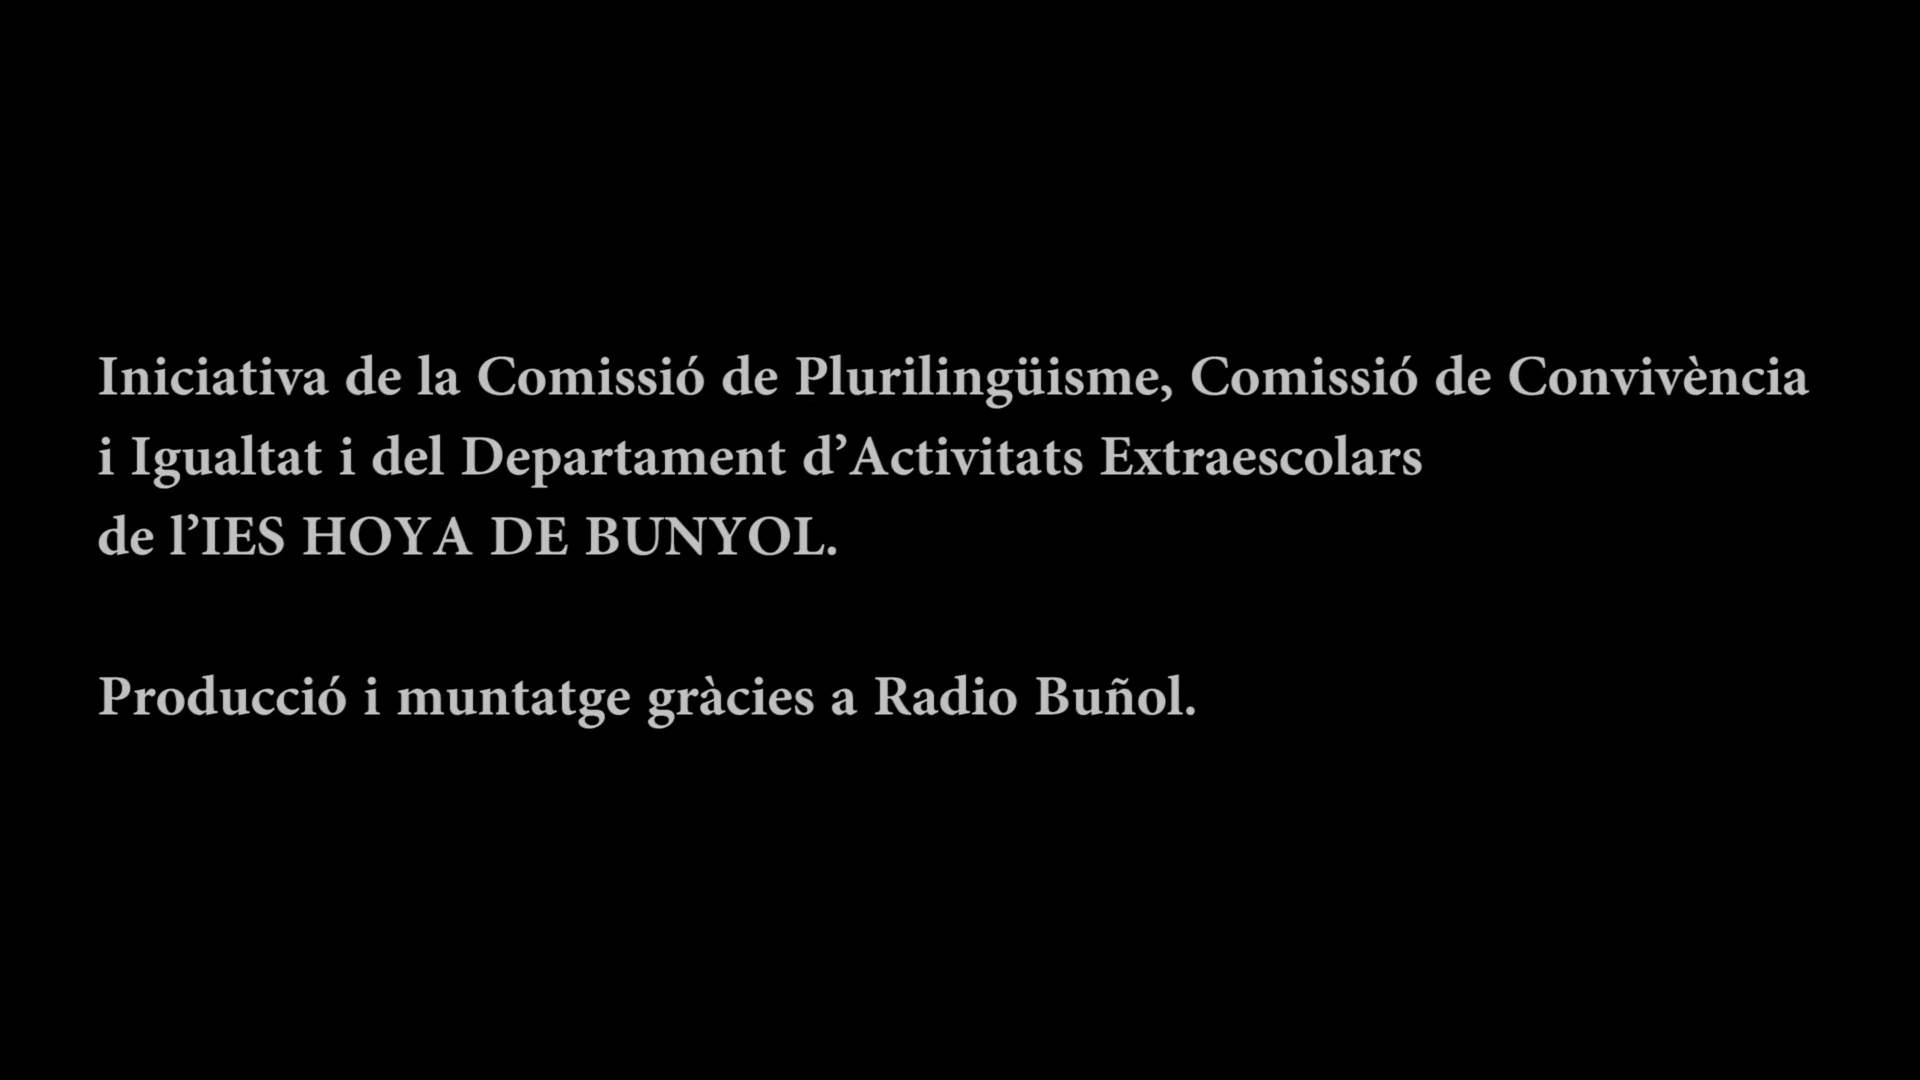 Iniciativa de la Comissió de Plurilingüisme, Comissió de Convivència
i Igualtat i del Departament d’Activitats Extraescolars
de l’IES HOYA DE BUNYOL.
Producció i muntatge gràcies a Radio Buñol.